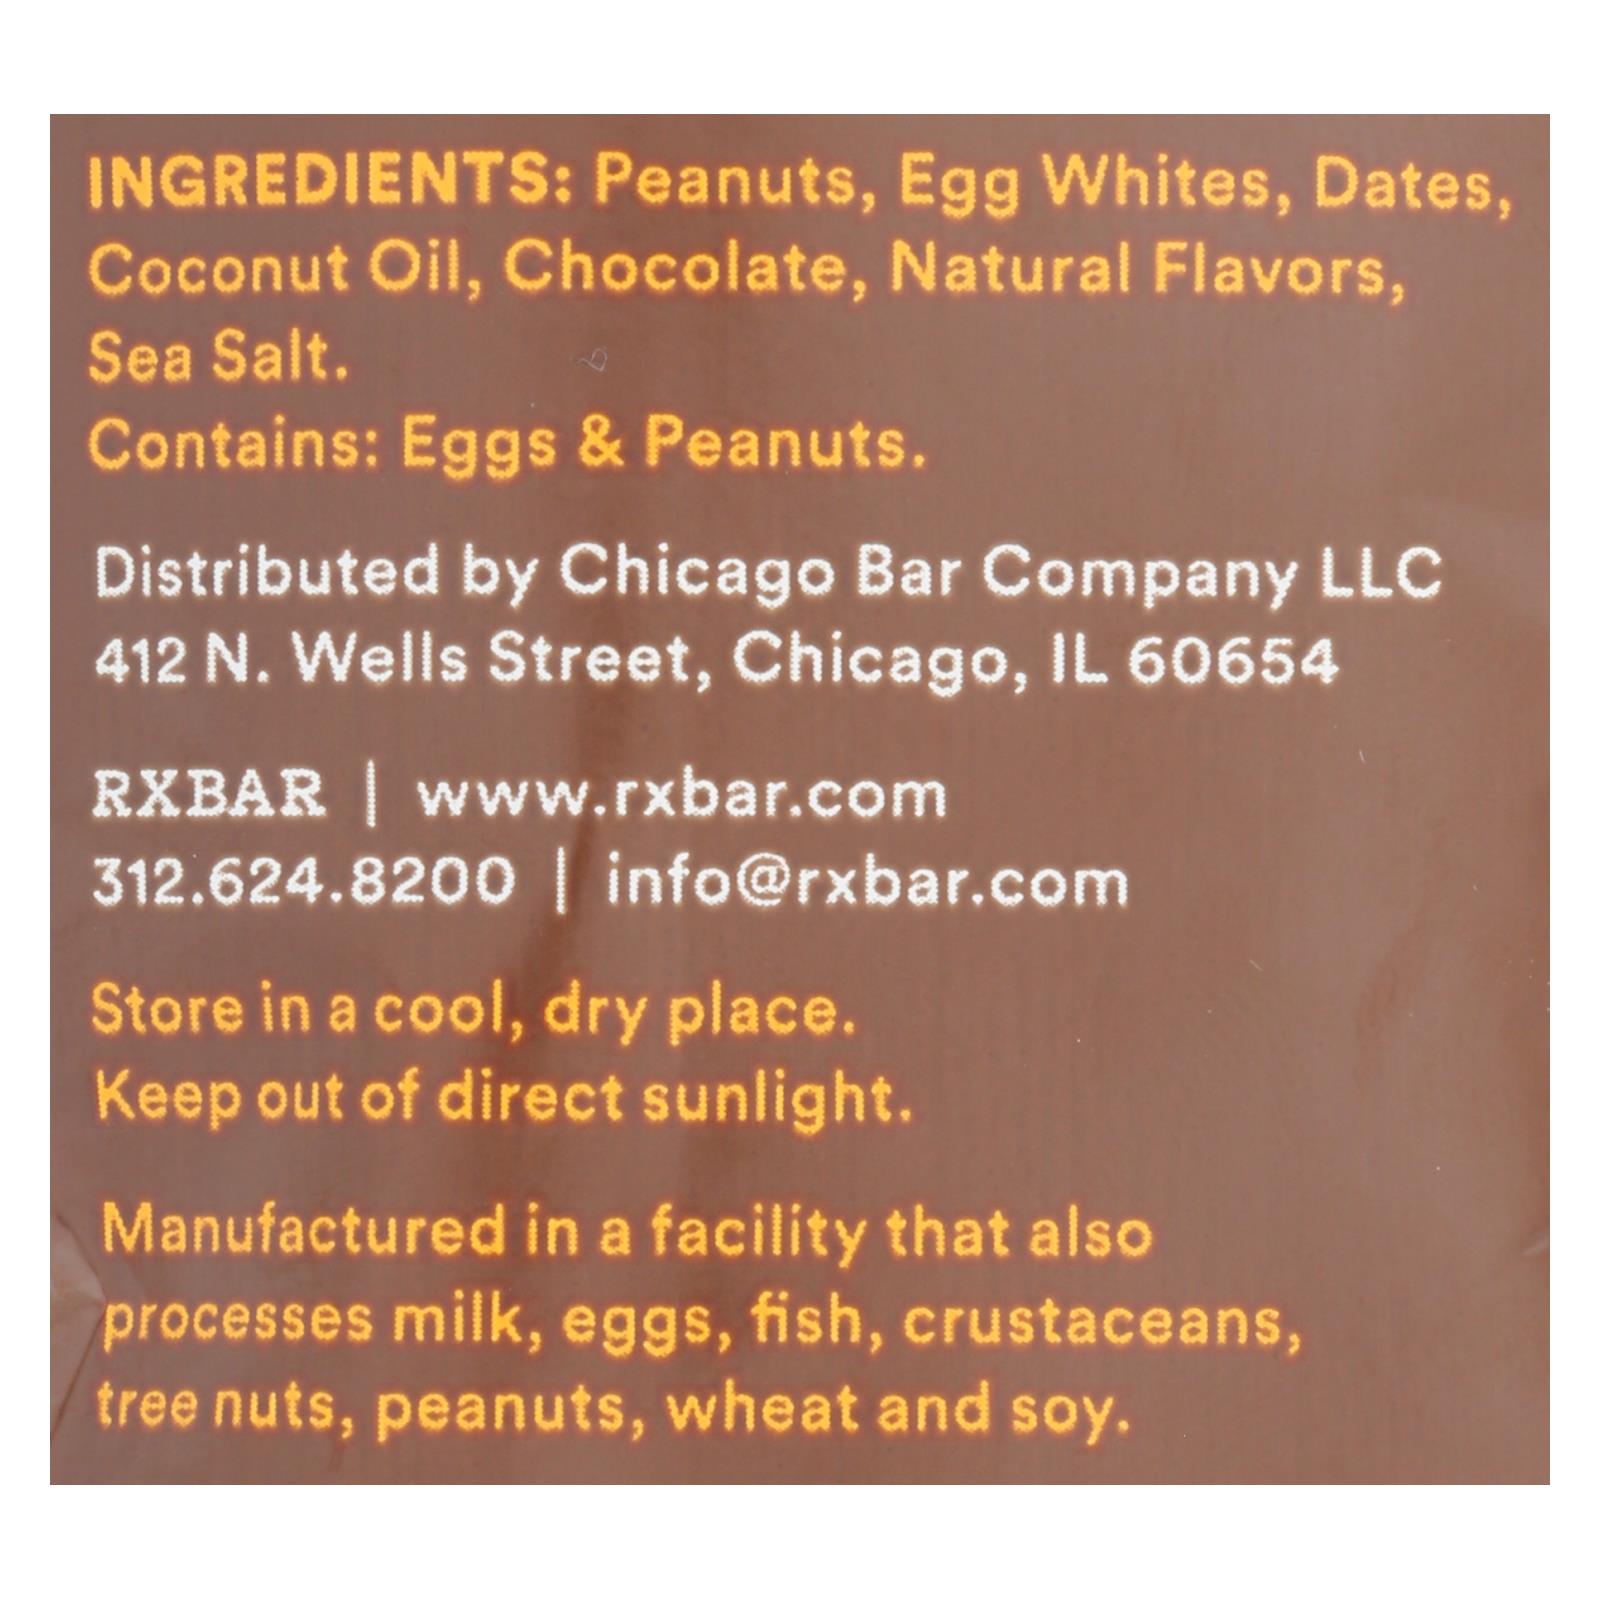 INGREDIENTS: Peanuts, Egg Whites, Dates,
Coconut Oil, Chocolate, Natural Flavors,
Sea Salt.
Contains: Eggs & Peanuts.
Distributed by Chicago Bar Company LLC
412 N. Wells Street, Chicago, IL 60654
RXBAR | www.rxbar.com
312.624.8200 | info@rxbar.com
Store in a cool, dry place.
Keep out of direct sunlight.
Manufactured in a facility that also
processes milk, eggs, fish, crustaceans,
tree nuts, peanuts, wheat and soy.